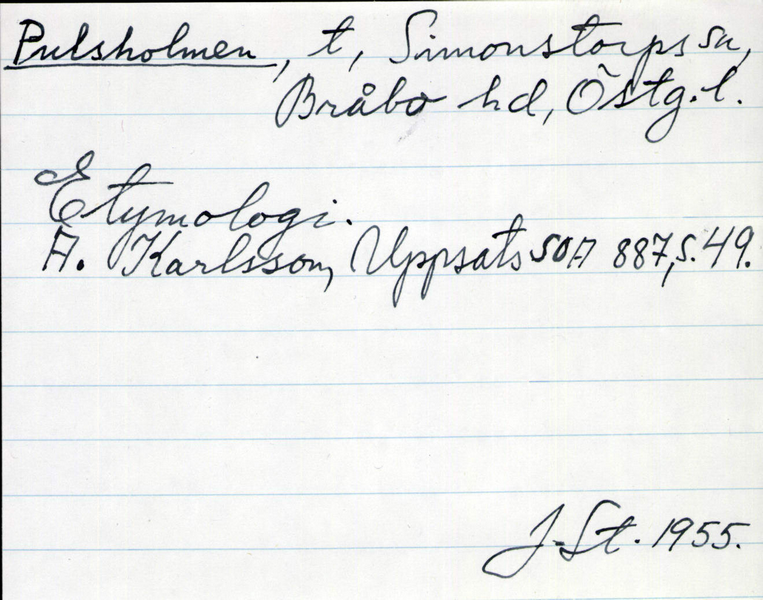 Pulsholmen, t, Simonstorps sn,
Bråbo hd, Östg.l.
Etymologi.
A. Karlsson, Uppsats SOA 887, s. 49.
J. St. 1955.